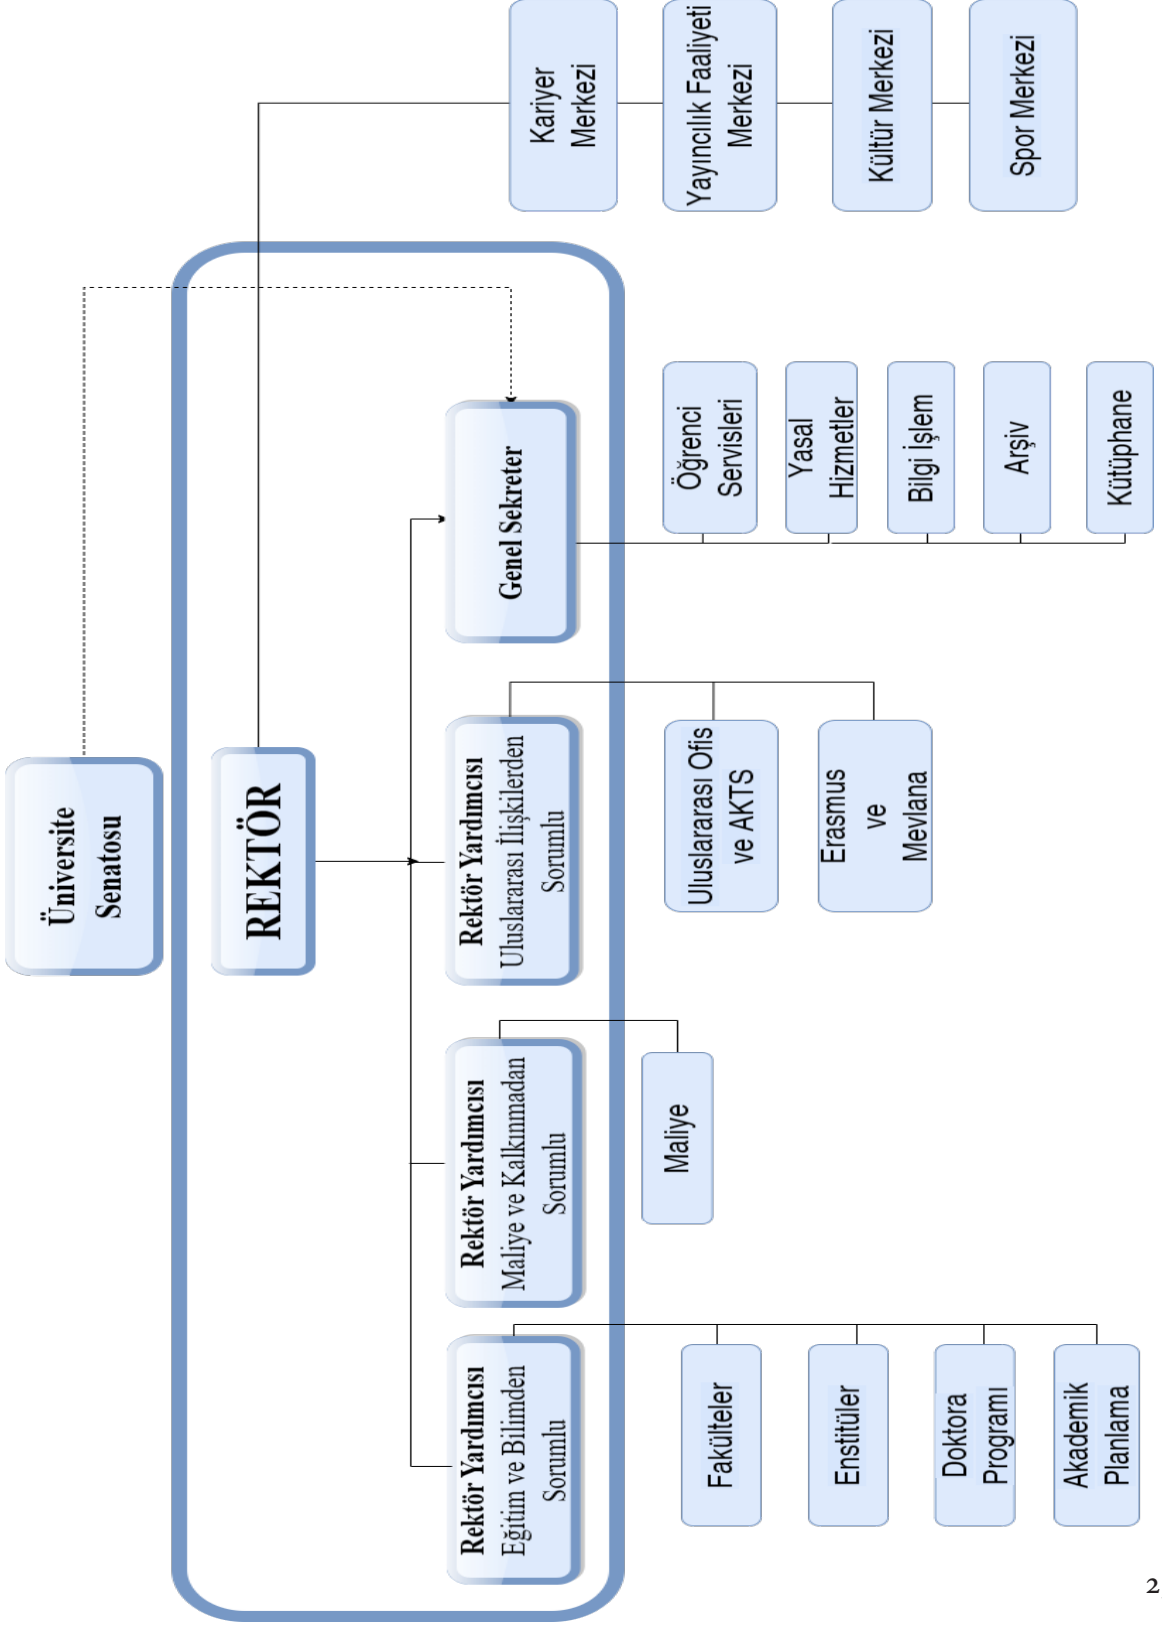 Üniversite
Senatosu
REKTÖR
Rektör Yardımcısı
Eğitim ve Bilimden
Sorumlu
Rektör Yardımcısı
Maliye ve Kalkınmadan
Sorumlu
Rektör Yardımcısı
Uluslararası İlişkilerden
Sorumlu
Genel Sekreter
Fakülteler
Enstitüler
Doktora
Programı
Akademik
Planlama
Maliye
Uluslararası Ofis
ve AKTS
Erasmus
ve
Mevlana
Öğrenci
Servisleri
Yasal
Hizmetler
Bilgi İşlem
Arşiv
Kütüphane
Kariyer
Merkezi
Yayıncılık Faaliyeti
Merkezi
Kültür Merkezi
Spor Merkezi
2